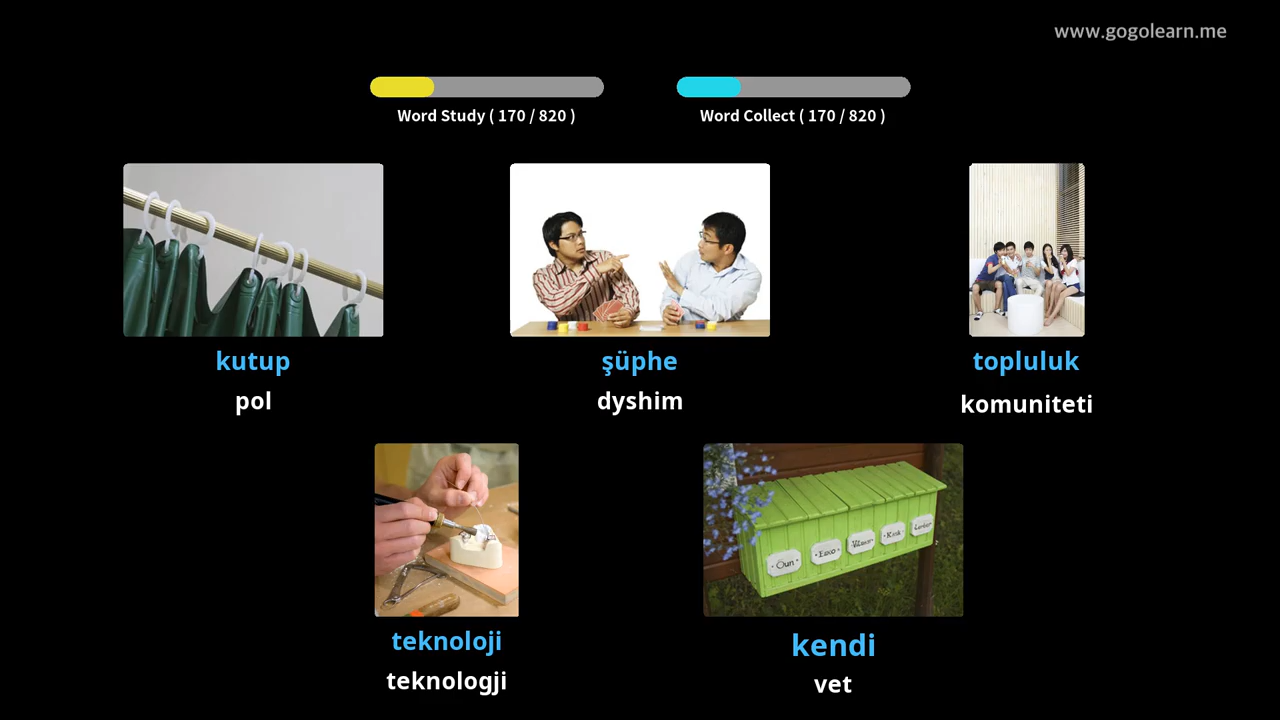 www.gogolearn.me
Word Study ( 170 / 820 )
Word Collect ( 170 / 820 )
kutup
pol
şüphe
dyshim
topluluk
komuniteti
teknoloji
teknologji
kendi
vet